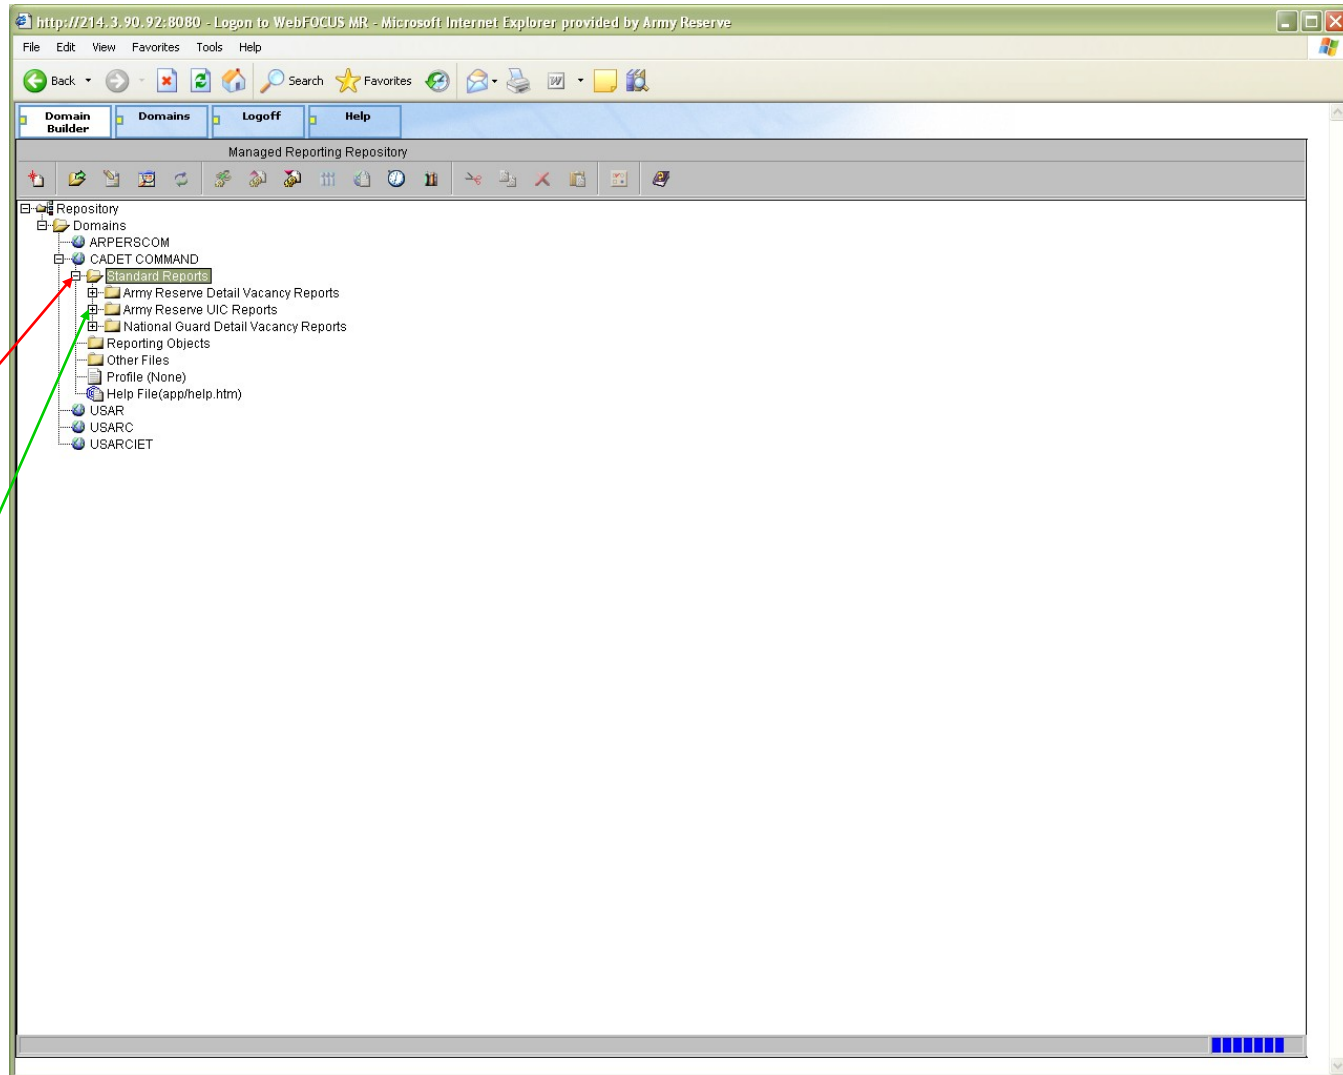 http://214.3.90.92:8080 - Logon to WebFOCUS MR - Microsoft Internet Explorer provided by Army Reserve
File Edit View Favorites Tools Help
Back Search Favorites
Domain Builder Domains Logoff Help
Managed Reporting Repository
Repository
Domains
ARPERSCOM
CADET COMMAND
Standard Reports
Army Reserve Detail Vacancy Reports
Army Reserve UIC Reports
National Guard Detail Vacancy Reports
Reporting Objects
Other Files
Profile (None)
Help File(app/help.htm)
USAR
USARC
USARCIET